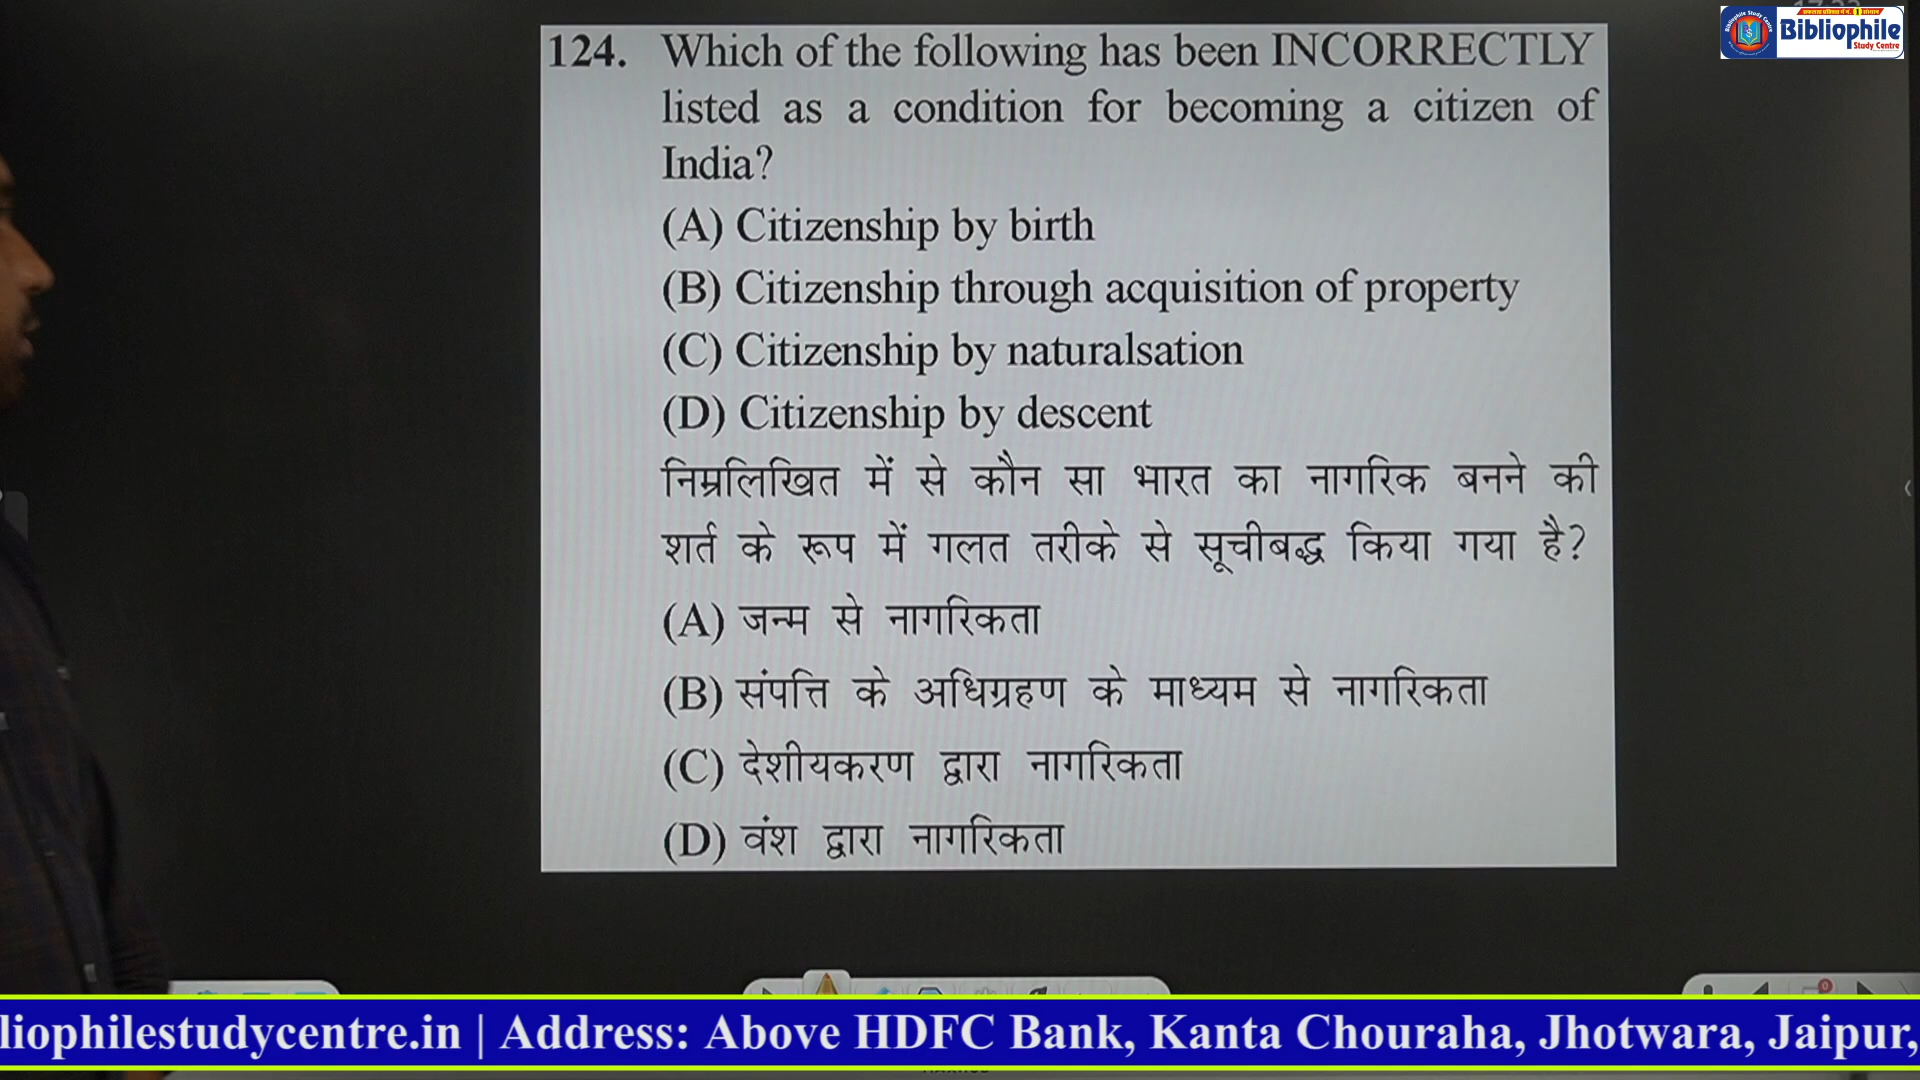 124. Which of the following has been INCORRECTLY
listed as a condition for becoming a citizen of
India?
(A) Citizenship by birth
(B) Citizenship through acquisition of property
(C) Citizenship by naturalsation
(D) Citizenship by descent
निम्नलिखित में से कौन सा भारत का नागरिक बनने की
शर्त के रूप में गलत तरीके से सूचीबद्ध किया गया है?
(A) जन्म से नागरिकता
(B) संपत्ति के अधिग्रहण के माध्यम से नागरिकता
(C) देशीयकरण द्वारा नागरिकता
(D) वंश द्वारा नागरिकता
Bibliophile
Study Centre
liophilestudycentre.in | Address: Above HDFC Bank, Kanta Chouraha, Jhotwara, Jaipur,